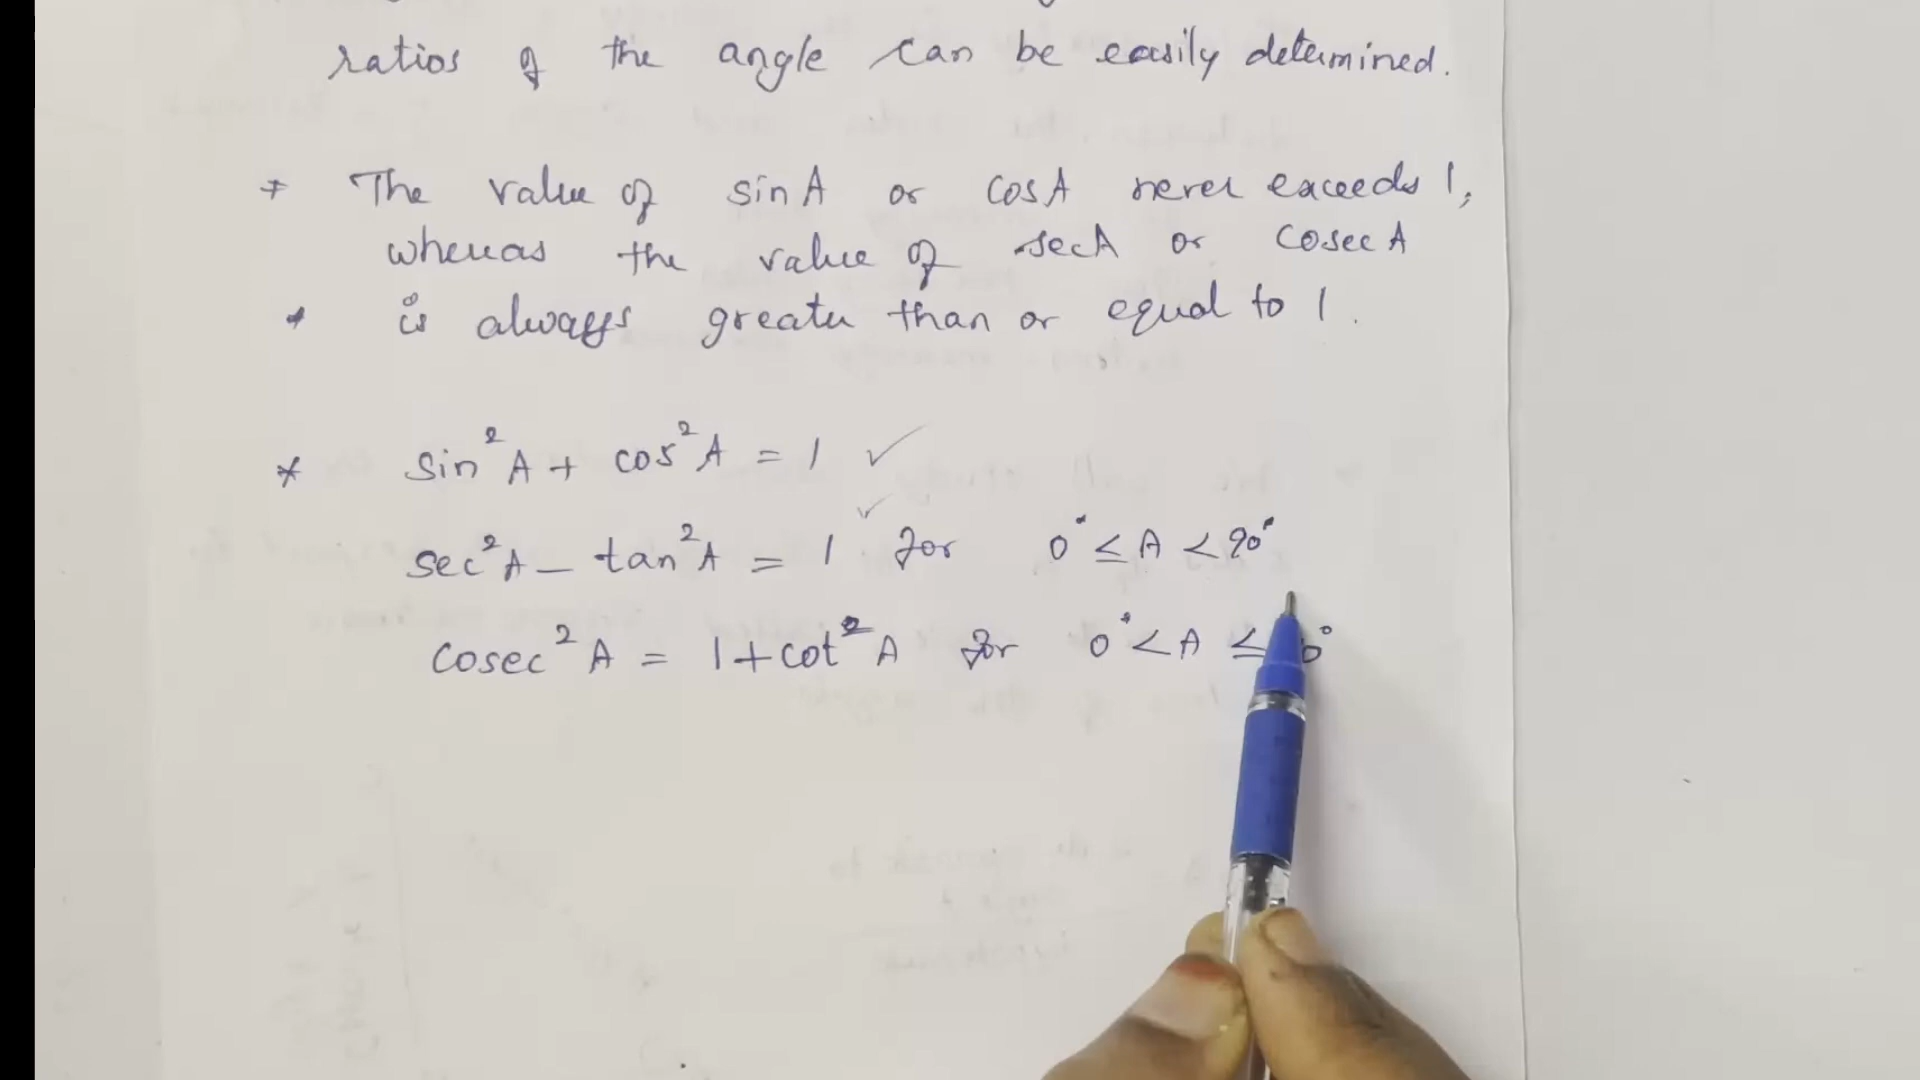 ratios of the angle can be easily determined.
* The value of sin A or cos A never exceeds 1,
whereas the value of sec A or cosec A
* is always greater than or equal to 1.
* sin²A + cos²A = 1 ✓
sec²A – tan²A = 1 ✓ for 0° ≤ A < 90°
cosec²A = 1 + cot²A for 0° < A ≤ 0°